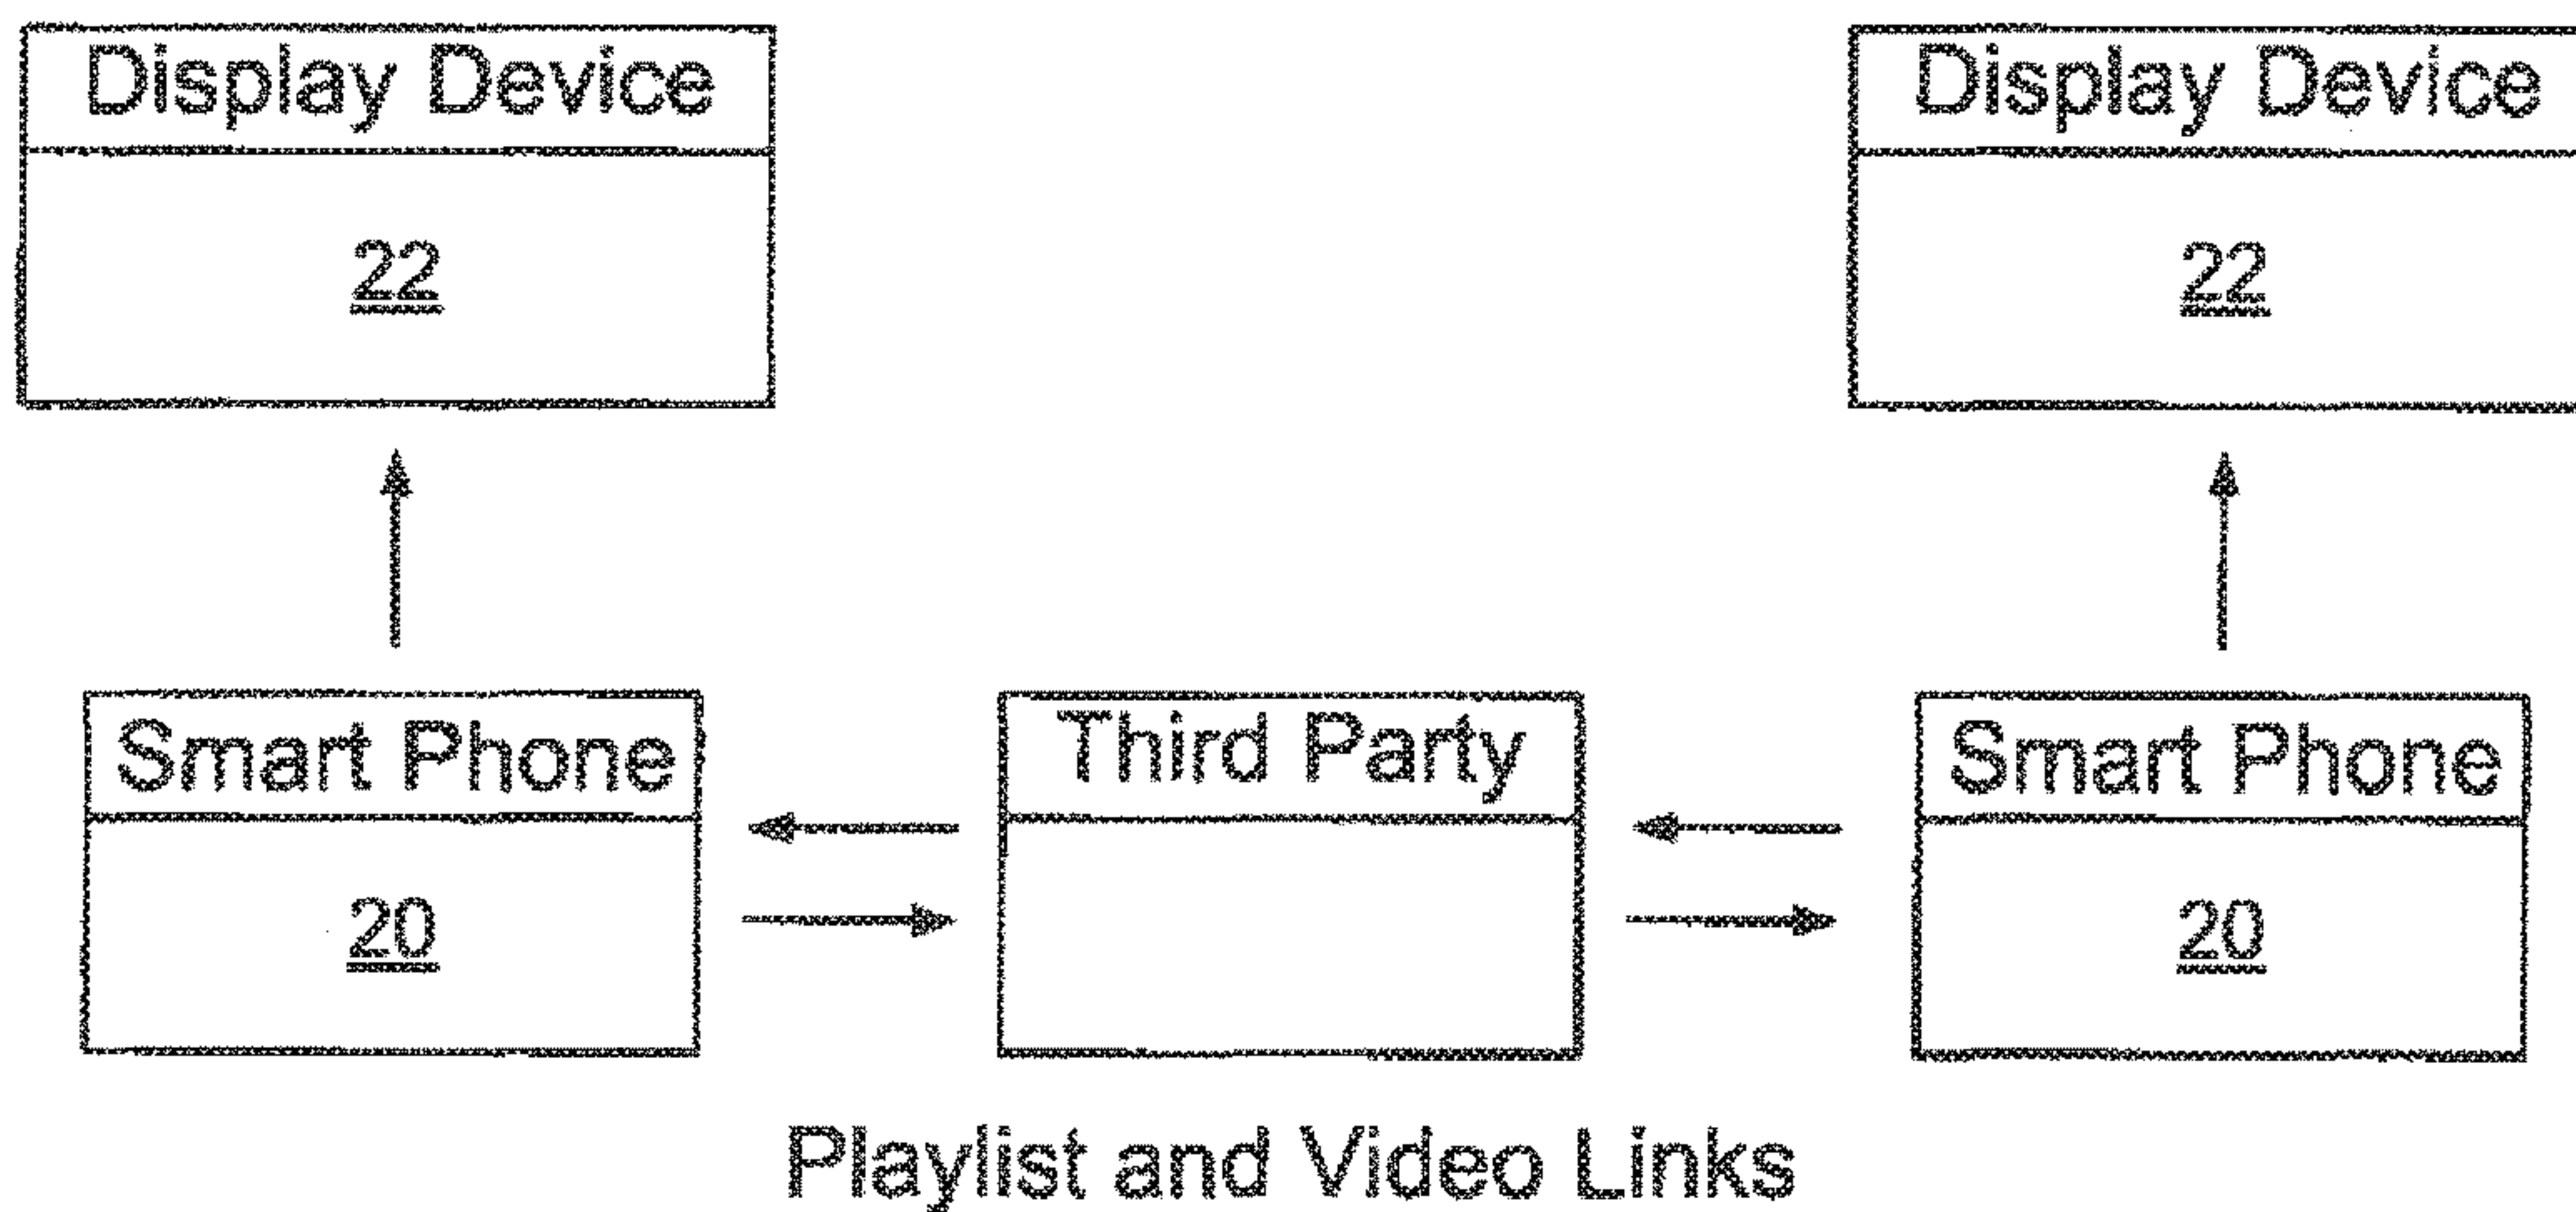 Display Device
22
Display Device
22
Smart Phone
20
Third Party
Smart Phone
20
Playlist and Video Links